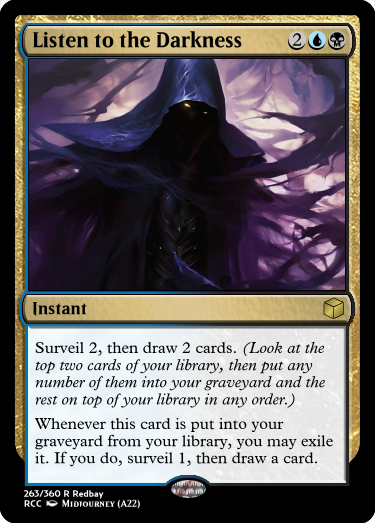 Listen to the Darkness 2
Instant
Surveil 2, then draw 2 cards. (Look at the
top two cards of your library, then put any
number of them into your graveyard and the
rest on top of your library in any order.)
Whenever this card is put into your
graveyard from your library, you may exile
it. If you do, surveil 1, then draw a card.
263/360 R Redbay
RCC Midjourney (A22)